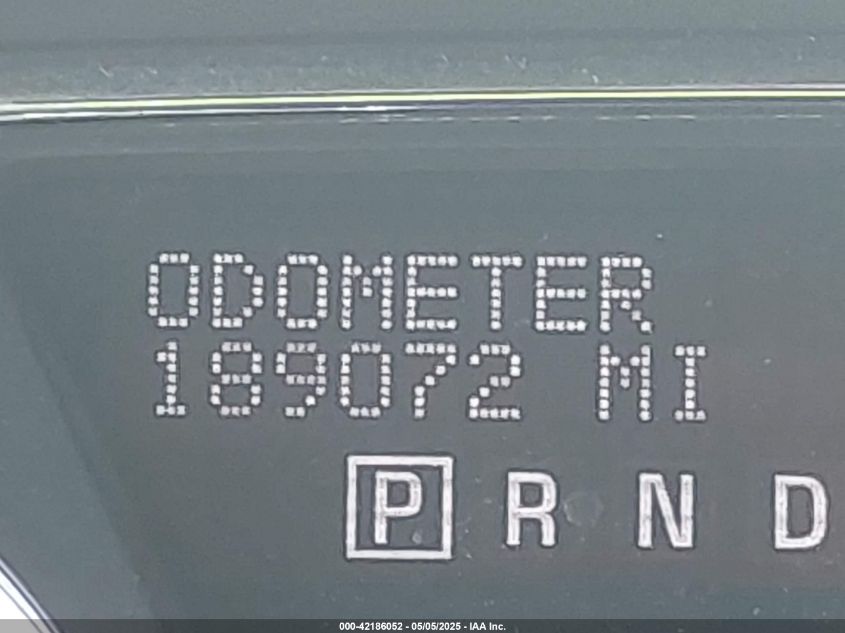 ODOMETER
189072 MI
P R N D
000-42186052 - 05/05/2025 - IAA Inc.